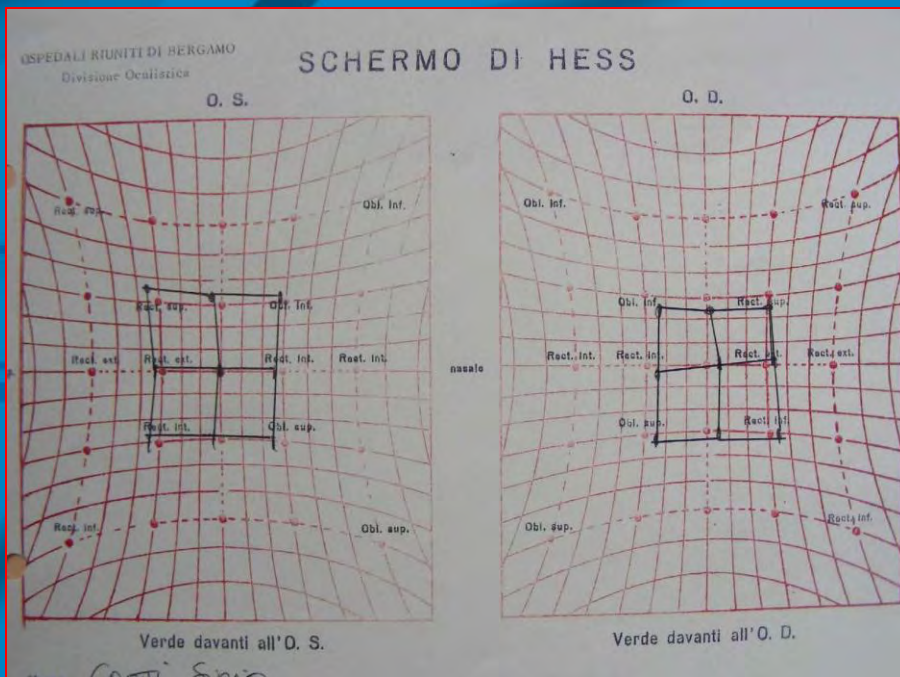 OSPEDALI RIUNITI DI BERGAMO
Divisione Oculistica
SCHERMO DI HESS
O. S.
Rect. sup. Obl. Inf.
Rect. sup. Obl. Inf.
Rect. ext. Rect. ext. Rect. Int. Rect. Int.
Rect. Int. Obl. sup.
Rect. Inf. Obl. sup.
Verde davanti all'O. S.
nasale
O. D.
Obl. Inf. Rect. sup.
Obl. Inf. Rect. sup.
Rect. Int. Rect. Int. Rect. ext. Rect. ext.
Obl. sup. Rect. Inf.
Obl. sup. Rect. Inf.
Verde davanti all'O. D.